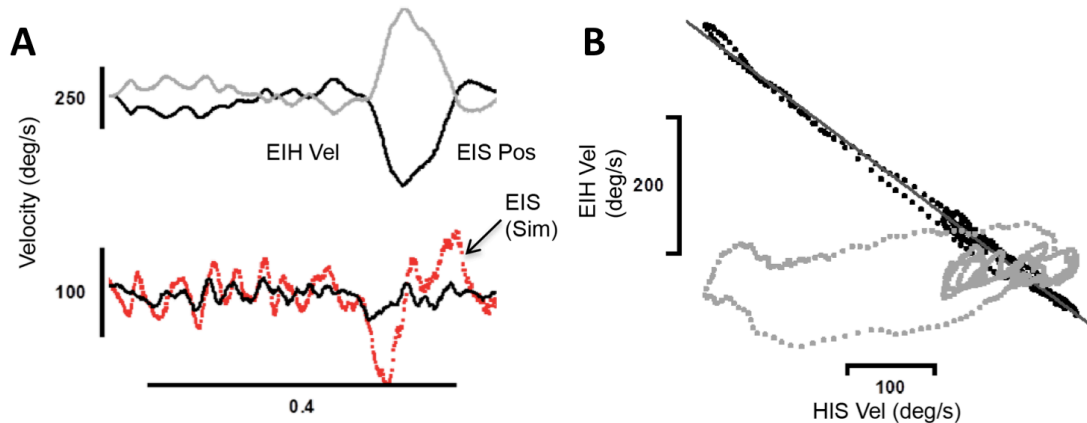 A
250
EIH Vel
EIS Pos
Velocity (deg/s)
EIS
(Sim)
100
0.4
B
EIH Vel
(deg/s)
200
100
HIS Vel (deg/s)